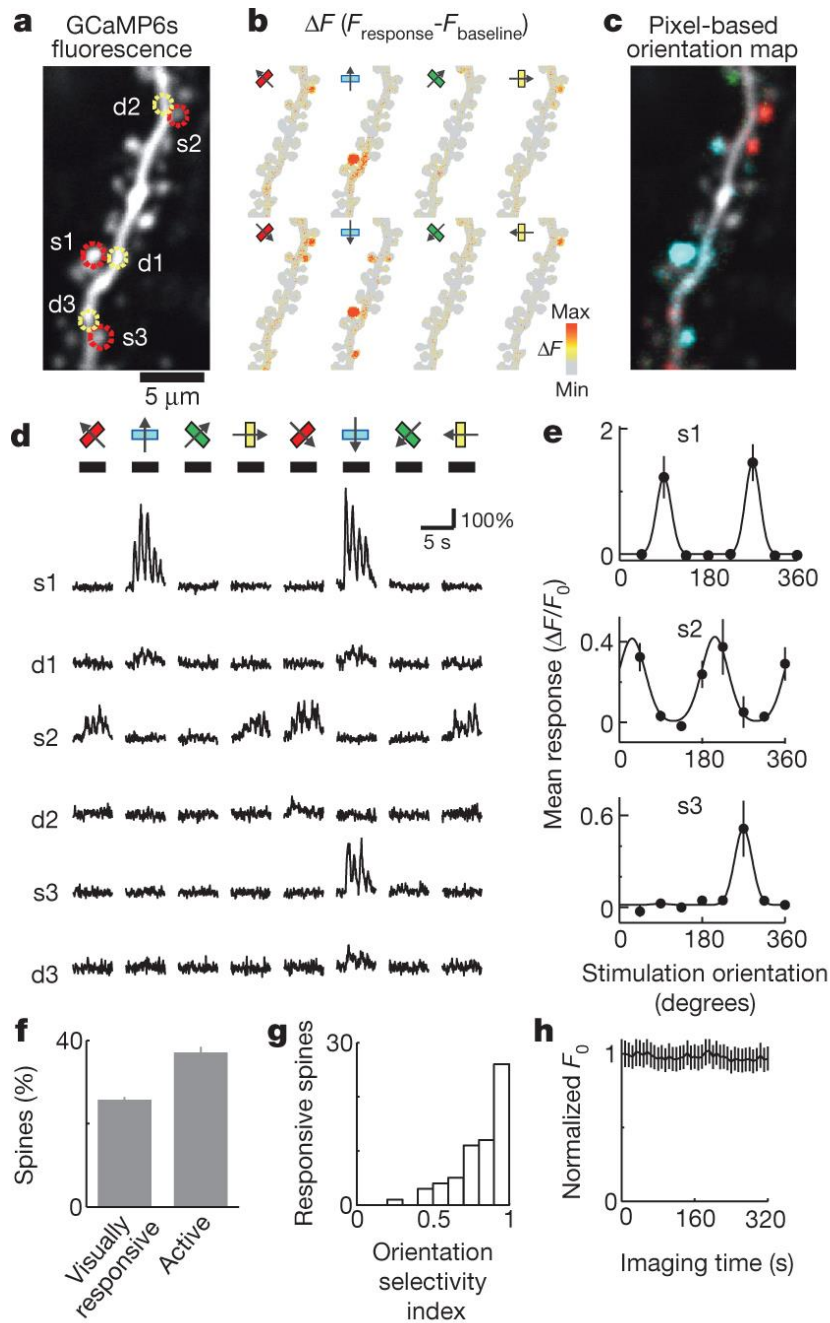 a
GCaMP6s
fluorescence
d2
s2
s1
d1
d3
s3
5 μm
b
ΔF (Fresponse-Fbaseline)
Max
ΔF
Min
c
Pixel-based
orientation map
d
100%
5 s
s1
d1
s2
d2
s3
d3
e
Mean response (ΔF/F0)
s1
2
0
0 180 360
s2
0.4
0
0 180 360
s3
0.6
0
0 180 360
Stimulation orientation
(degrees)
f
Spines (%)
40
0
Visually
responsive
Active
g
Responsive spines
30
0
0 0.5 1
Orientation
selectivity
index
h
Normalized F0
1
0
0 160 320
Imaging time (s)